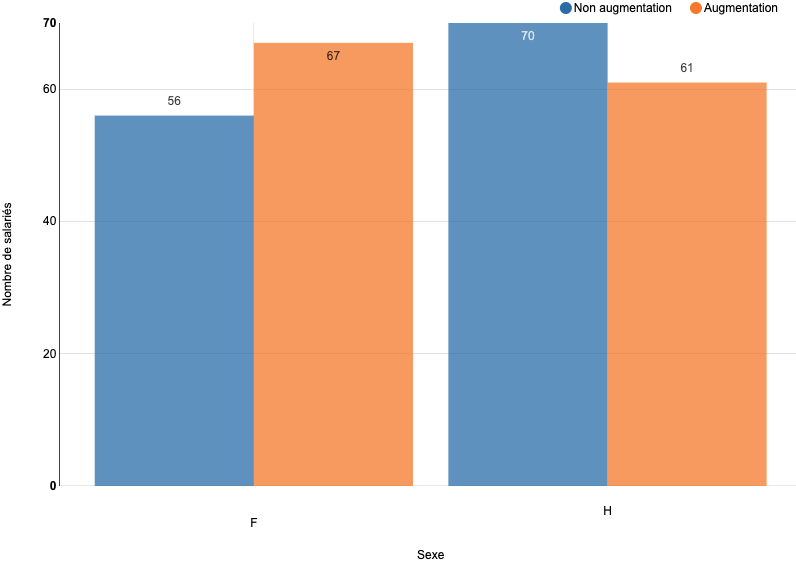 Non augmentation Augmentation
70
60
40
20
0
Nombre de salariés
56
67
70
61
F
H
Sexe